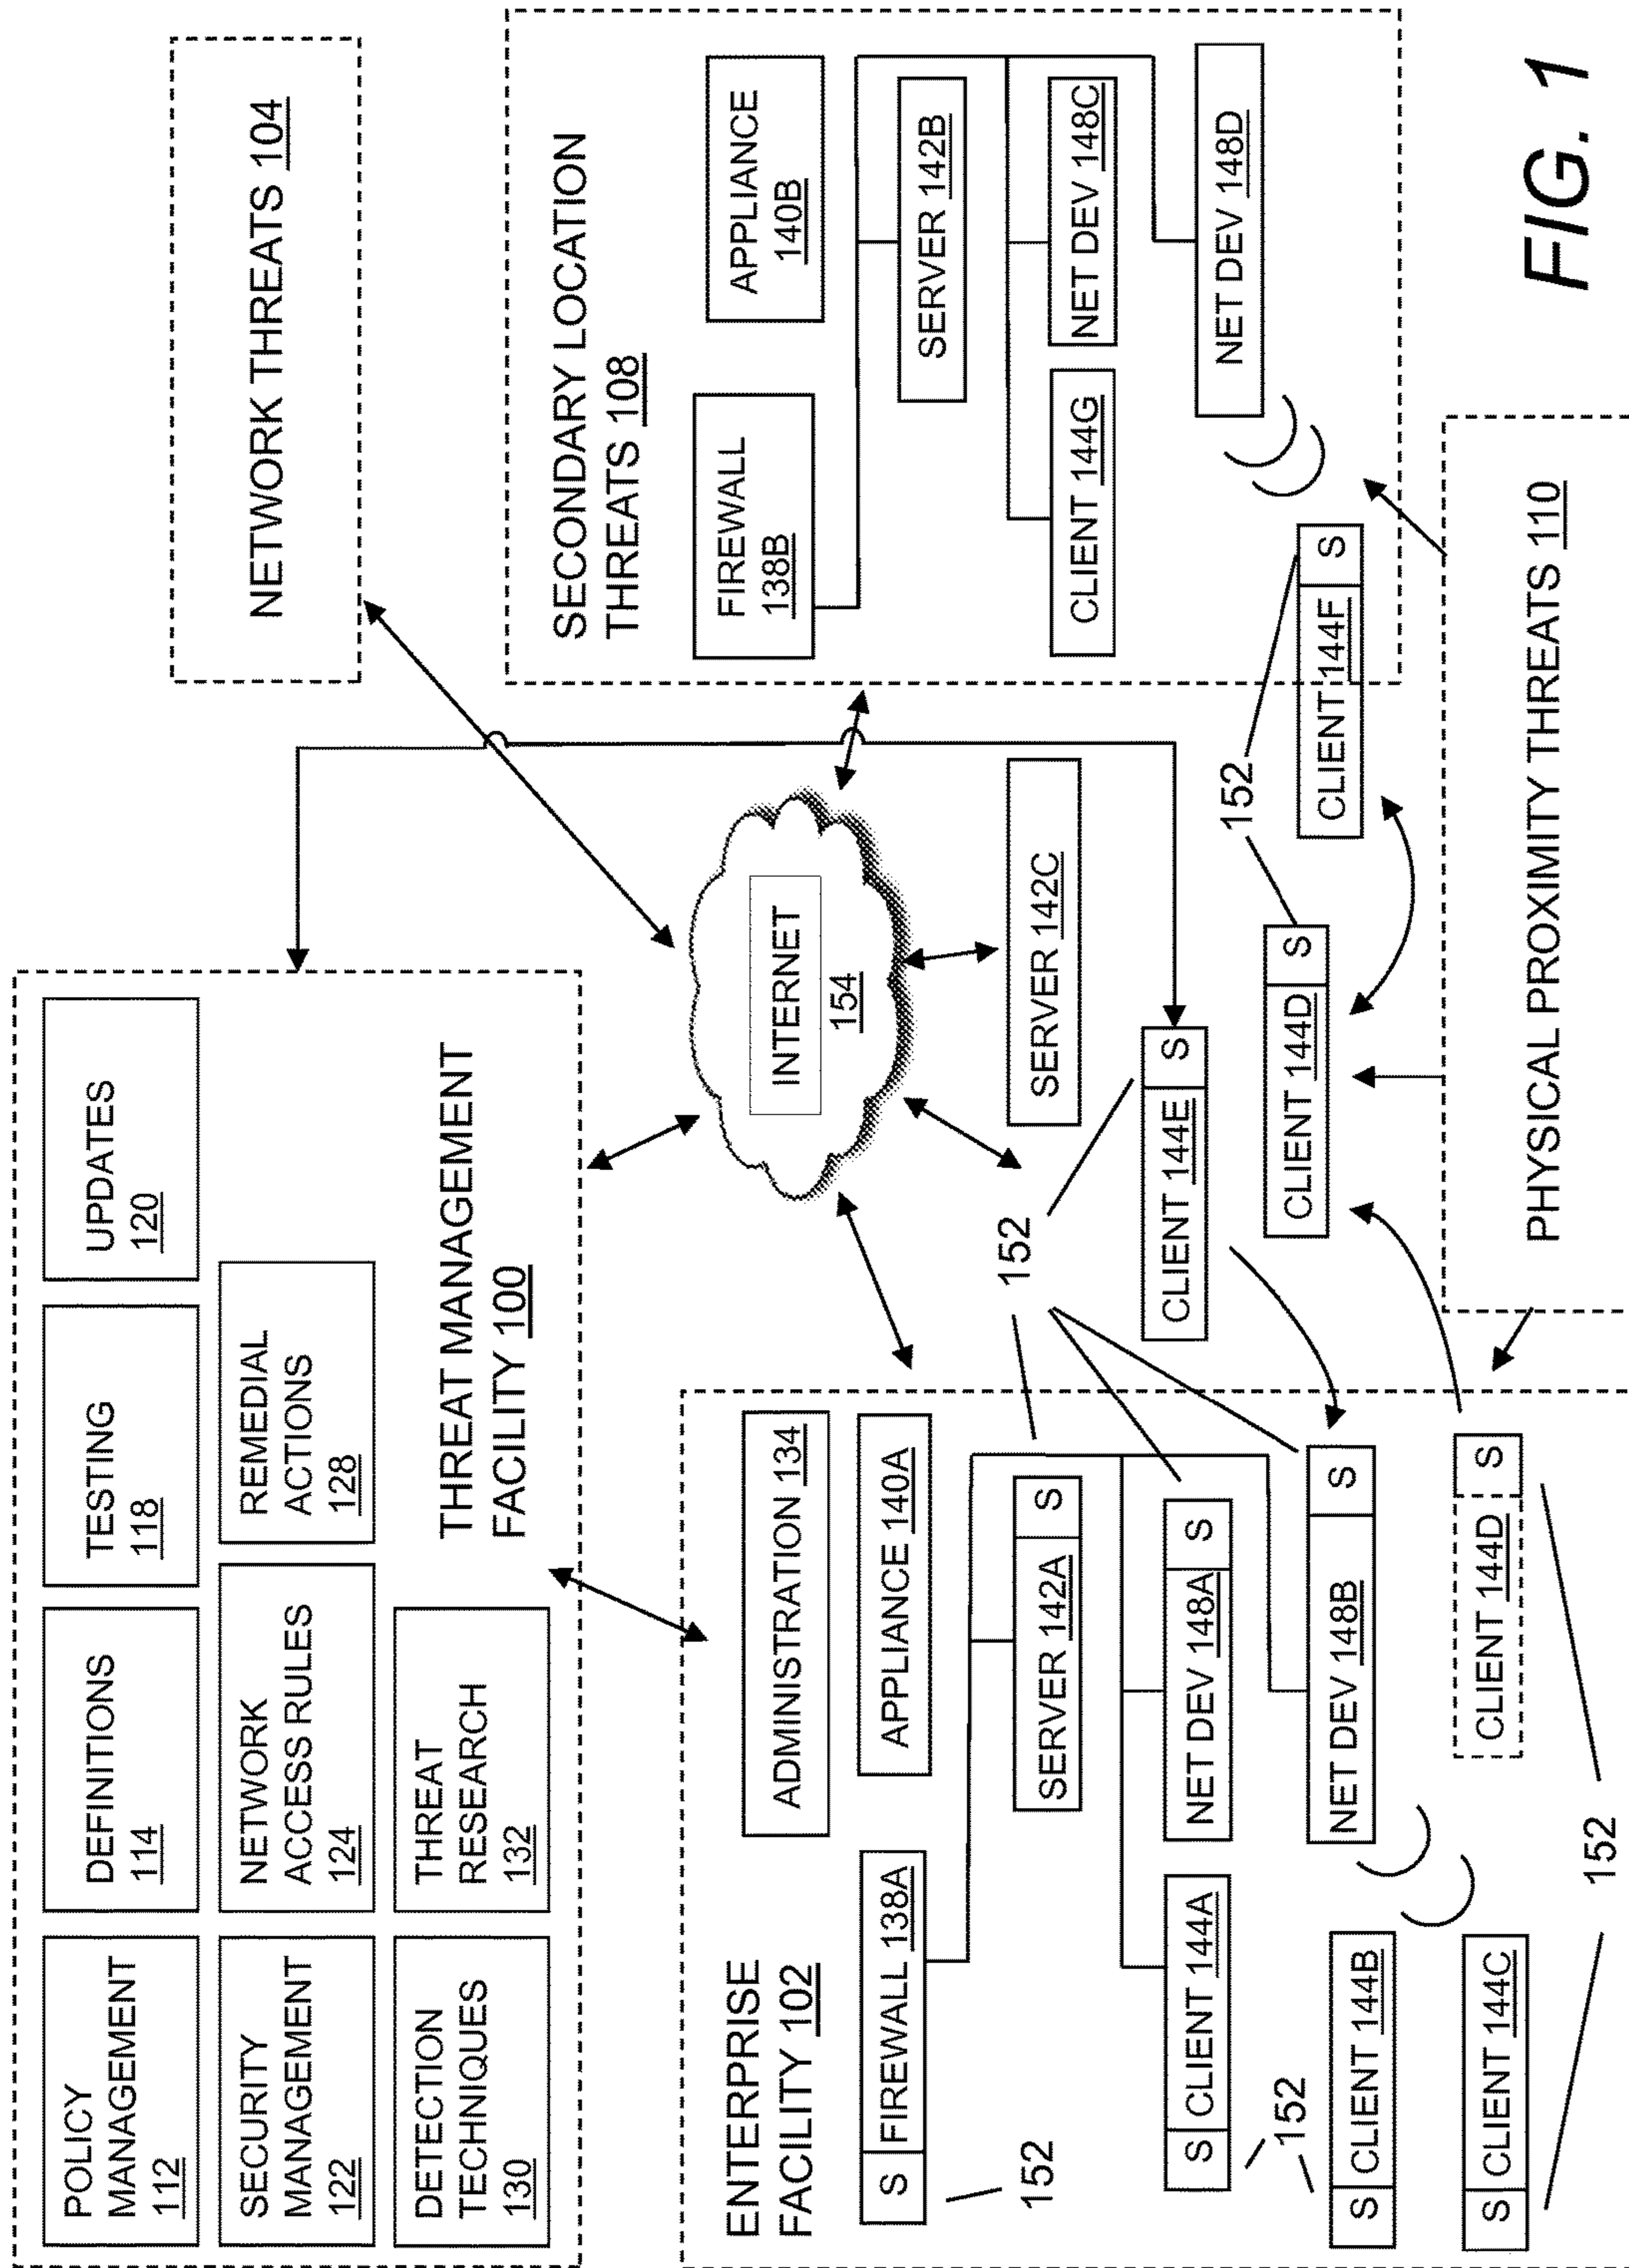 POLICY
MANAGEMENT
112
DEFINITIONS
114
TESTING
118
UPDATES
120
SECURITY
MANAGEMENT
122
NETWORK
ACCESS RULES
124
REMEDIAL
ACTIONS
128
DETECTION
TECHNIQUES
130
THREAT
RESEARCH
132
THREAT MANAGEMENT
FACILITY 100
NETWORK THREATS 104
INTERNET
154
SECONDARY LOCATION
THREATS 108
FIREWALL
138B
APPLIANCE
140B
SERVER 142B
CLIENT 144G
NET DEV 148C
NET DEV 148D
ENTERPRISE
FACILITY 102
ADMINISTRATION 134
S FIREWALL 138A
APPLIANCE 140A
152
SERVER 142A S
152
S CLIENT 144A
NET DEV 148A S
152
S CLIENT 144B
NET DEV 148B S
S CLIENT 144C
CLIENT 144D S
152
SERVER 142C
CLIENT 144E S
152
CLIENT 144D S
CLIENT 144F S
PHYSICAL PROXIMITY THREATS 110
FIG. 1